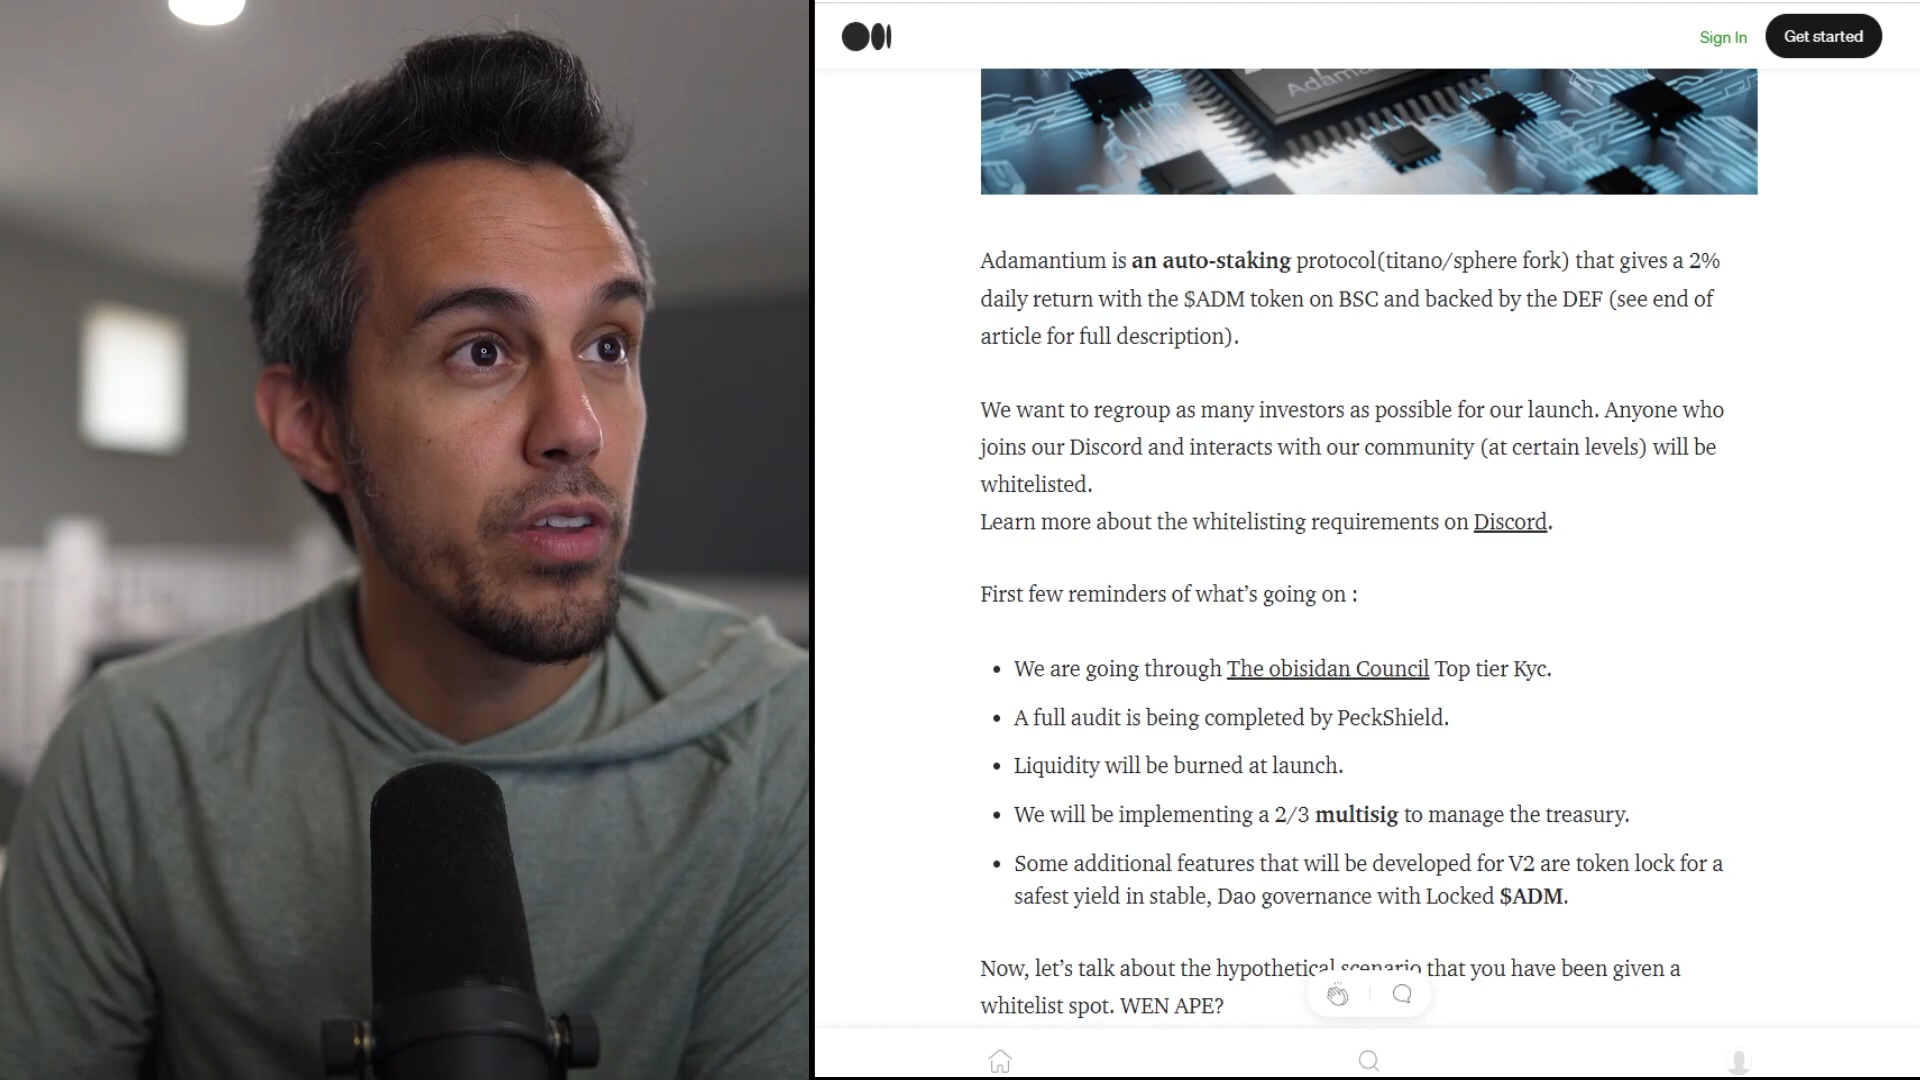 Sign In
Get started
Adama
Adamantium is an auto-staking protocol(titano/sphere fork) that gives a 2%
daily return with the $ADM token on BSC and backed by the DEF (see end of
article for full description).
We want to regroup as many investors as possible for our launch. Anyone who
joins our Discord and interacts with our community (at certain levels) will be
whitelisted.
Learn more about the whitelisting requirements on Discord.
First few reminders of what’s going on :
• We are going through The obisidan Council Top tier Kyc.
• A full audit is being completed by PeckShield.
• Liquidity will be burned at launch.
• We will be implementing a 2/3 multisig to manage the treasury.
• Some additional features that will be developed for V2 are token lock for a
safest yield in stable, Dao governance with Locked $ADM.
Now, let’s talk about the hypothetical scenario that you have been given a
whitelist spot. WEN APE?